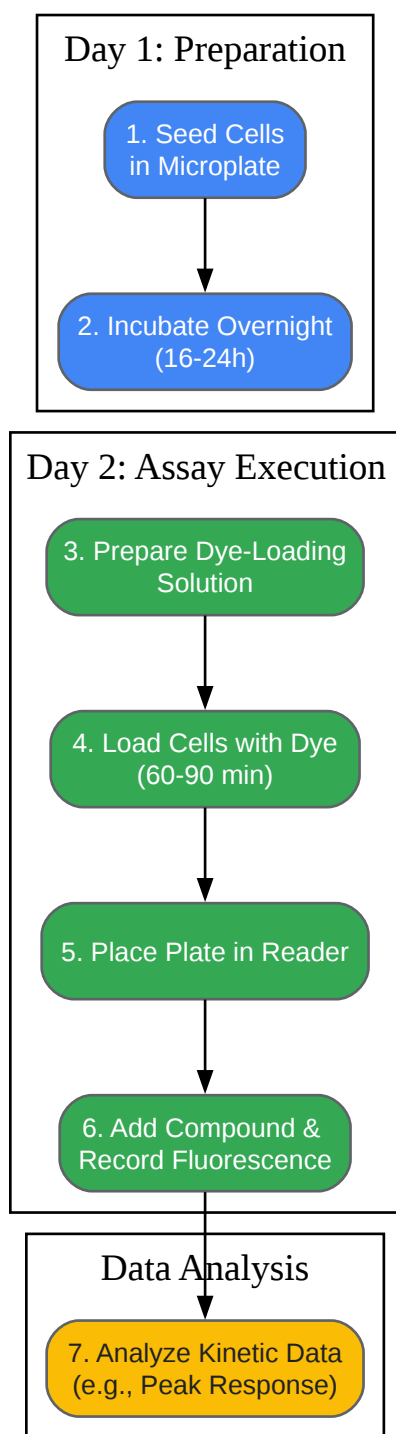 Day 1: Preparation
1. Seed Cells
in Microplate
2. Incubate Overnight
(16-24h)
Day 2: Assay Execution
3. Prepare Dye-Loading
Solution
4. Load Cells with Dye
(60-90 min)
5. Place Plate in Reader
6. Add Compound &
Record Fluorescence
Data Analysis
7. Analyze Kinetic Data
(e.g., Peak Response)